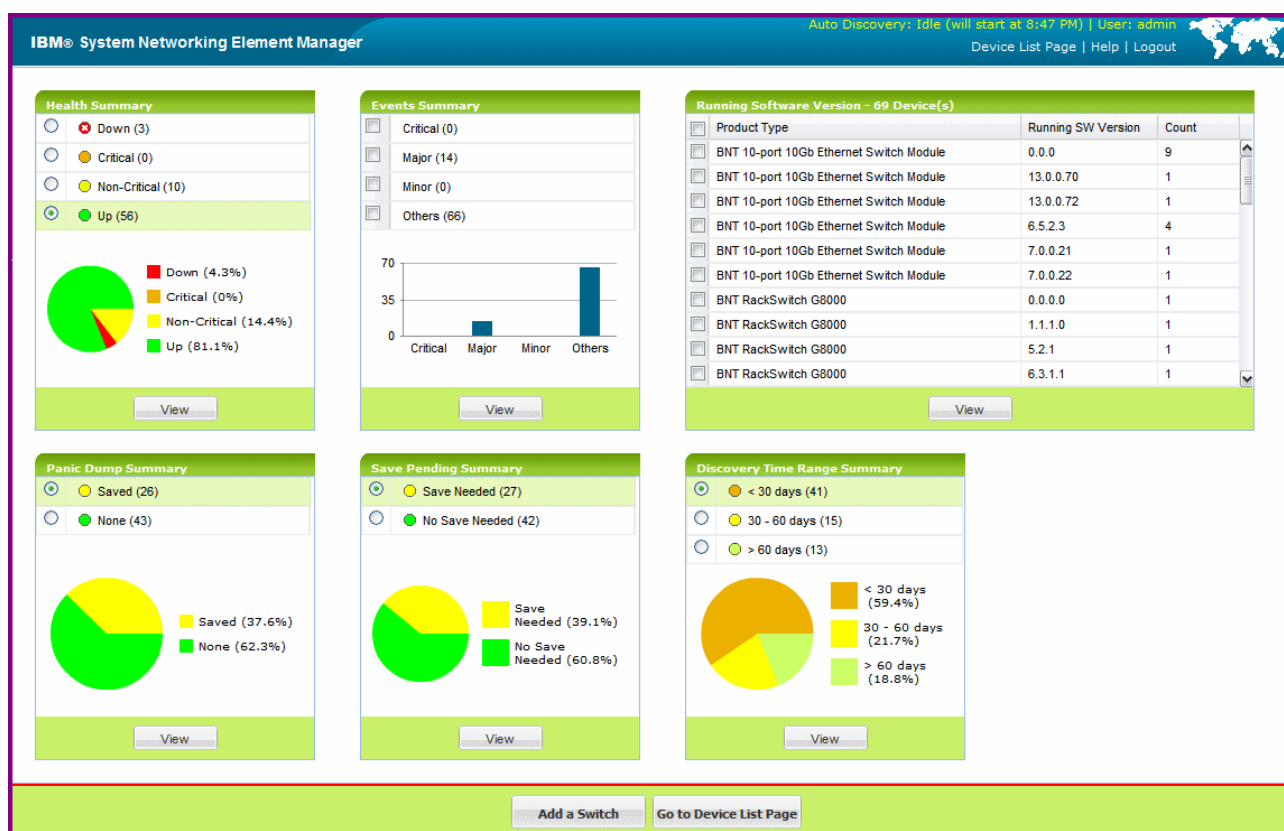 Auto Discovery: Idle (will start at 8:47 PM) | User: admin
IBM® System Networking Element Manager
Device List Page | Help | Logout
Health Summary
Down (3)
Critical (0)
Non-Critical (10)
Up (56)
Down (4.3%)
Critical (0%)
Non-Critical (14.4%)
Up (81.1%)
View
Events Summary
Critical (0)
Major (14)
Minor (0)
Others (66)
70
35
0
Critical Major Minor Others
View
Running Software Version - 69 Device(s)
Product Type Running SW Version Count
BNT 10-port 10Gb Ethernet Switch Module 0.0.0 9
BNT 10-port 10Gb Ethernet Switch Module 13.0.0.70 1
BNT 10-port 10Gb Ethernet Switch Module 13.0.0.72 1
BNT 10-port 10Gb Ethernet Switch Module 6.5.2.3 4
BNT 10-port 10Gb Ethernet Switch Module 7.0.0.21 1
BNT 10-port 10Gb Ethernet Switch Module 7.0.0.22 1
BNT RackSwitch G8000 0.0.0.0 1
BNT RackSwitch G8000 1.1.1.0 1
BNT RackSwitch G8000 5.2.1 1
BNT RackSwitch G8000 6.3.1.1 1
View
Panic Dump Summary
Saved (26)
None (43)
Saved (37.6%)
None (62.3%)
View
Save Pending Summary
Save Needed (27)
No Save Needed (42)
Save
Needed (39.1%)
No Save
Needed (60.8%)
View
Discovery Time Range Summary
< 30 days (41)
30 - 60 days (15)
> 60 days (13)
< 30 days
(59.4%)
30 - 60 days
(21.7%)
> 60 days
(18.8%)
View
Add a Switch
Go to Device List Page